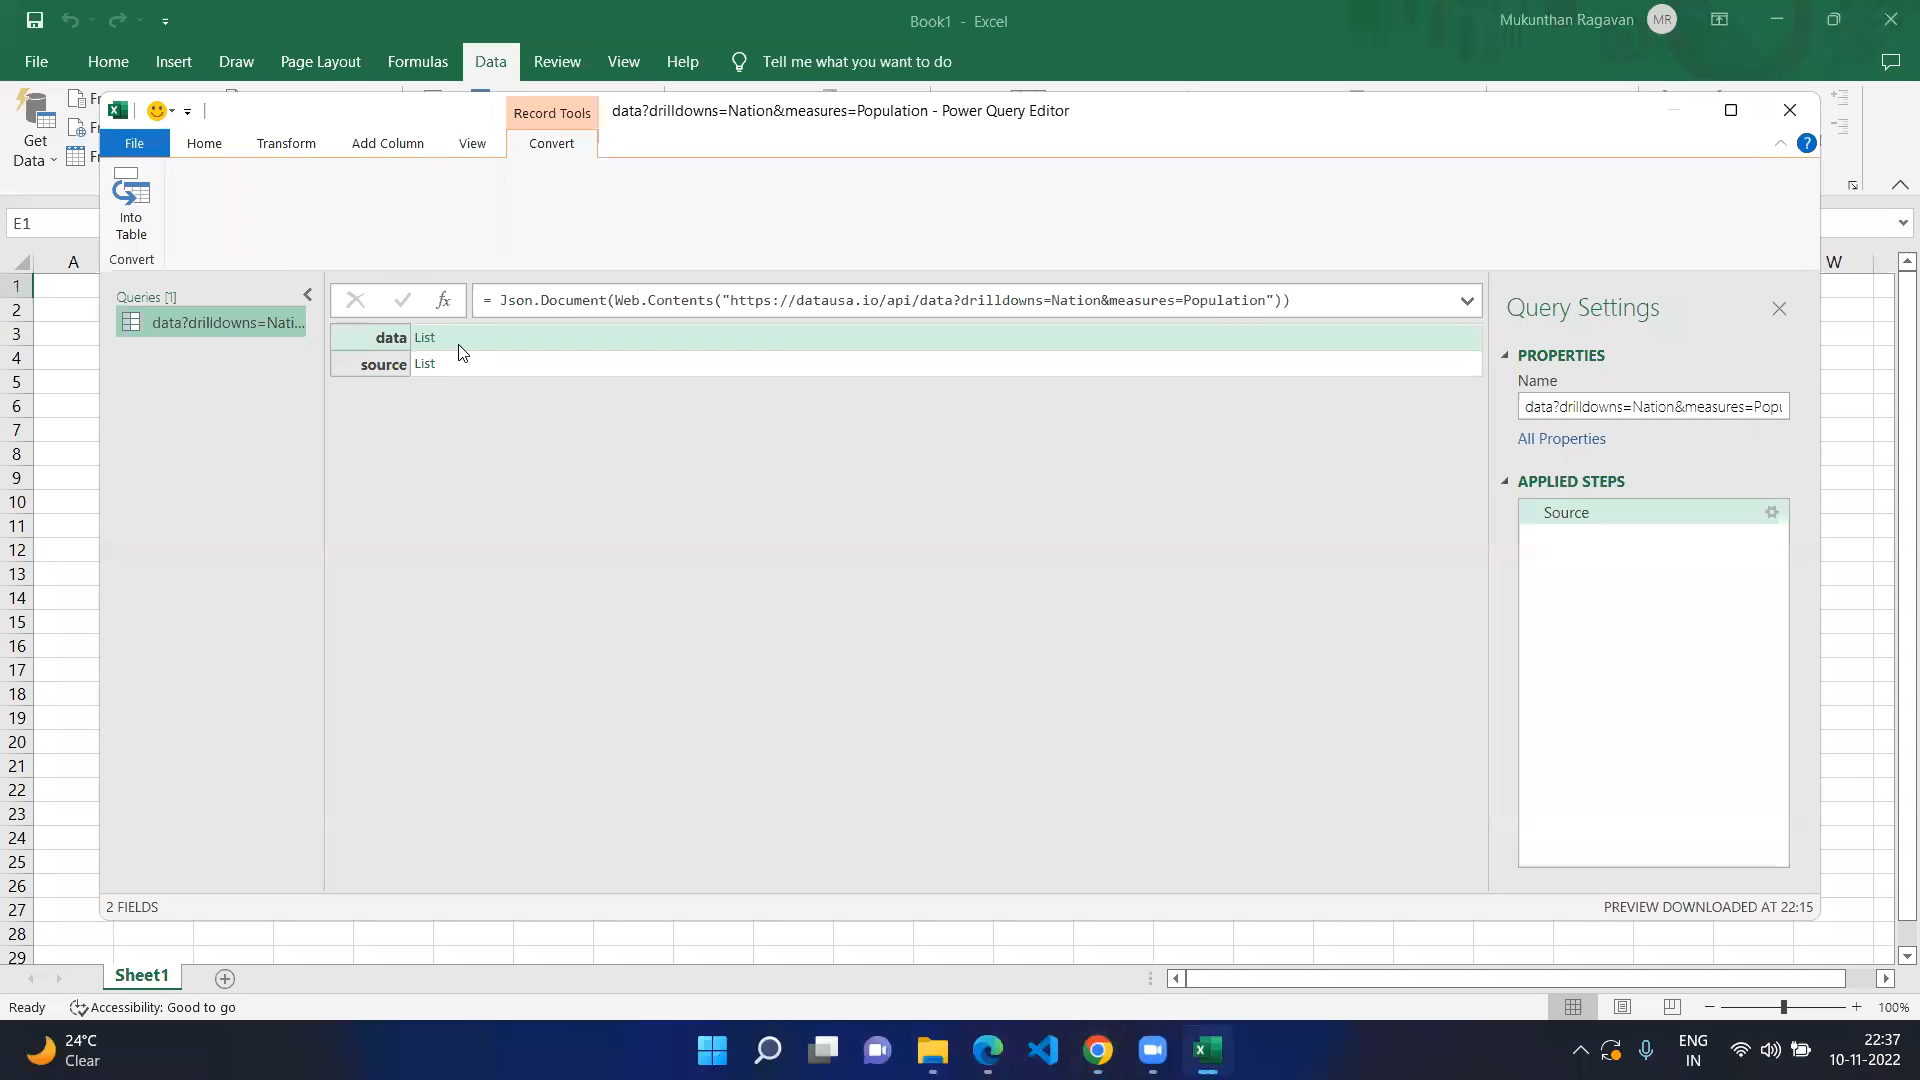 Book1 - Excel
Mukunthan Ragavan
MR
File
Home
Insert
Draw
Page Layout
Formulas
Data
Review
View
Help
Tell me what you want to do
Get
Data
Record Tools
data?drilldowns=Nation&measures=Population - Power Query Editor
File
Home
Transform
Add Column
View
Convert
?
Into
Table
Convert
E1
A
W
1
2
3
4
5
6
7
8
9
10
11
12
13
14
15
16
17
18
19
20
21
22
23
24
25
26
27
28
29
Queries [1]
data?drilldowns=Nati...
fx
= Json.Document(Web.Contents("https://datausa.io/api/data?drilldowns=Nation&measures=Population"))
data List
source List
Query Settings
PROPERTIES
Name
data?drilldowns=Nation&measures=Popu
All Properties
APPLIED STEPS
Source
2 FIELDS
PREVIEW DOWNLOADED AT 22:15
Sheet1
Ready
Accessibility: Good to go
100%
24°C
Clear
ENG
IN
22:37
10-11-2022